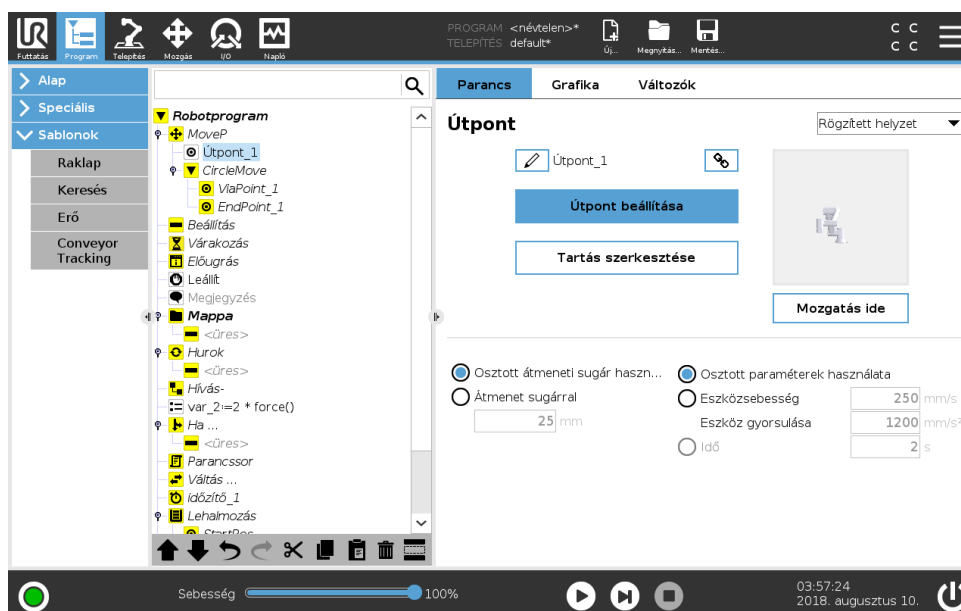 PROGRAM <névtelen>*
TELEPÍTÉS default*
Futtatás Program Telepítés Mozgás I/O Napló Új... Megnyitás... Mentés...
C C
C C
Alap
Speciális
Sablonok
Raklap
Keresés
Erő
Conveyor
Tracking
Robotprogram
MoveP
Útpont_1
CircleMove
ViaPoint_1
EndPoint_1
Beállítás
Várakozás
Előugrás
Leállít
Megjegyzés
Mappa
<üres>
Hurok
<üres>
Hívás-
var_2:=2 * force()
Ha ...
<üres>
Parancssor
Váltás ...
időzítő_1
Lehalmozás
StartPos
Parancs Grafika Változók
Útpont
Rögzített helyzet
Útpont_1
Útpont beállítása
Tartás szerkesztése
Mozgatás ide
Osztott átmeneti sugár haszn...
Átmenet sugárral
25 mm
Osztott paraméterek használata
Eszközsebesség 250 mm/s
Eszköz gyorsulása 1200 mm/s²
Idő 2 s
Sebesség 100%
03:57:24
2018. augusztus 10.